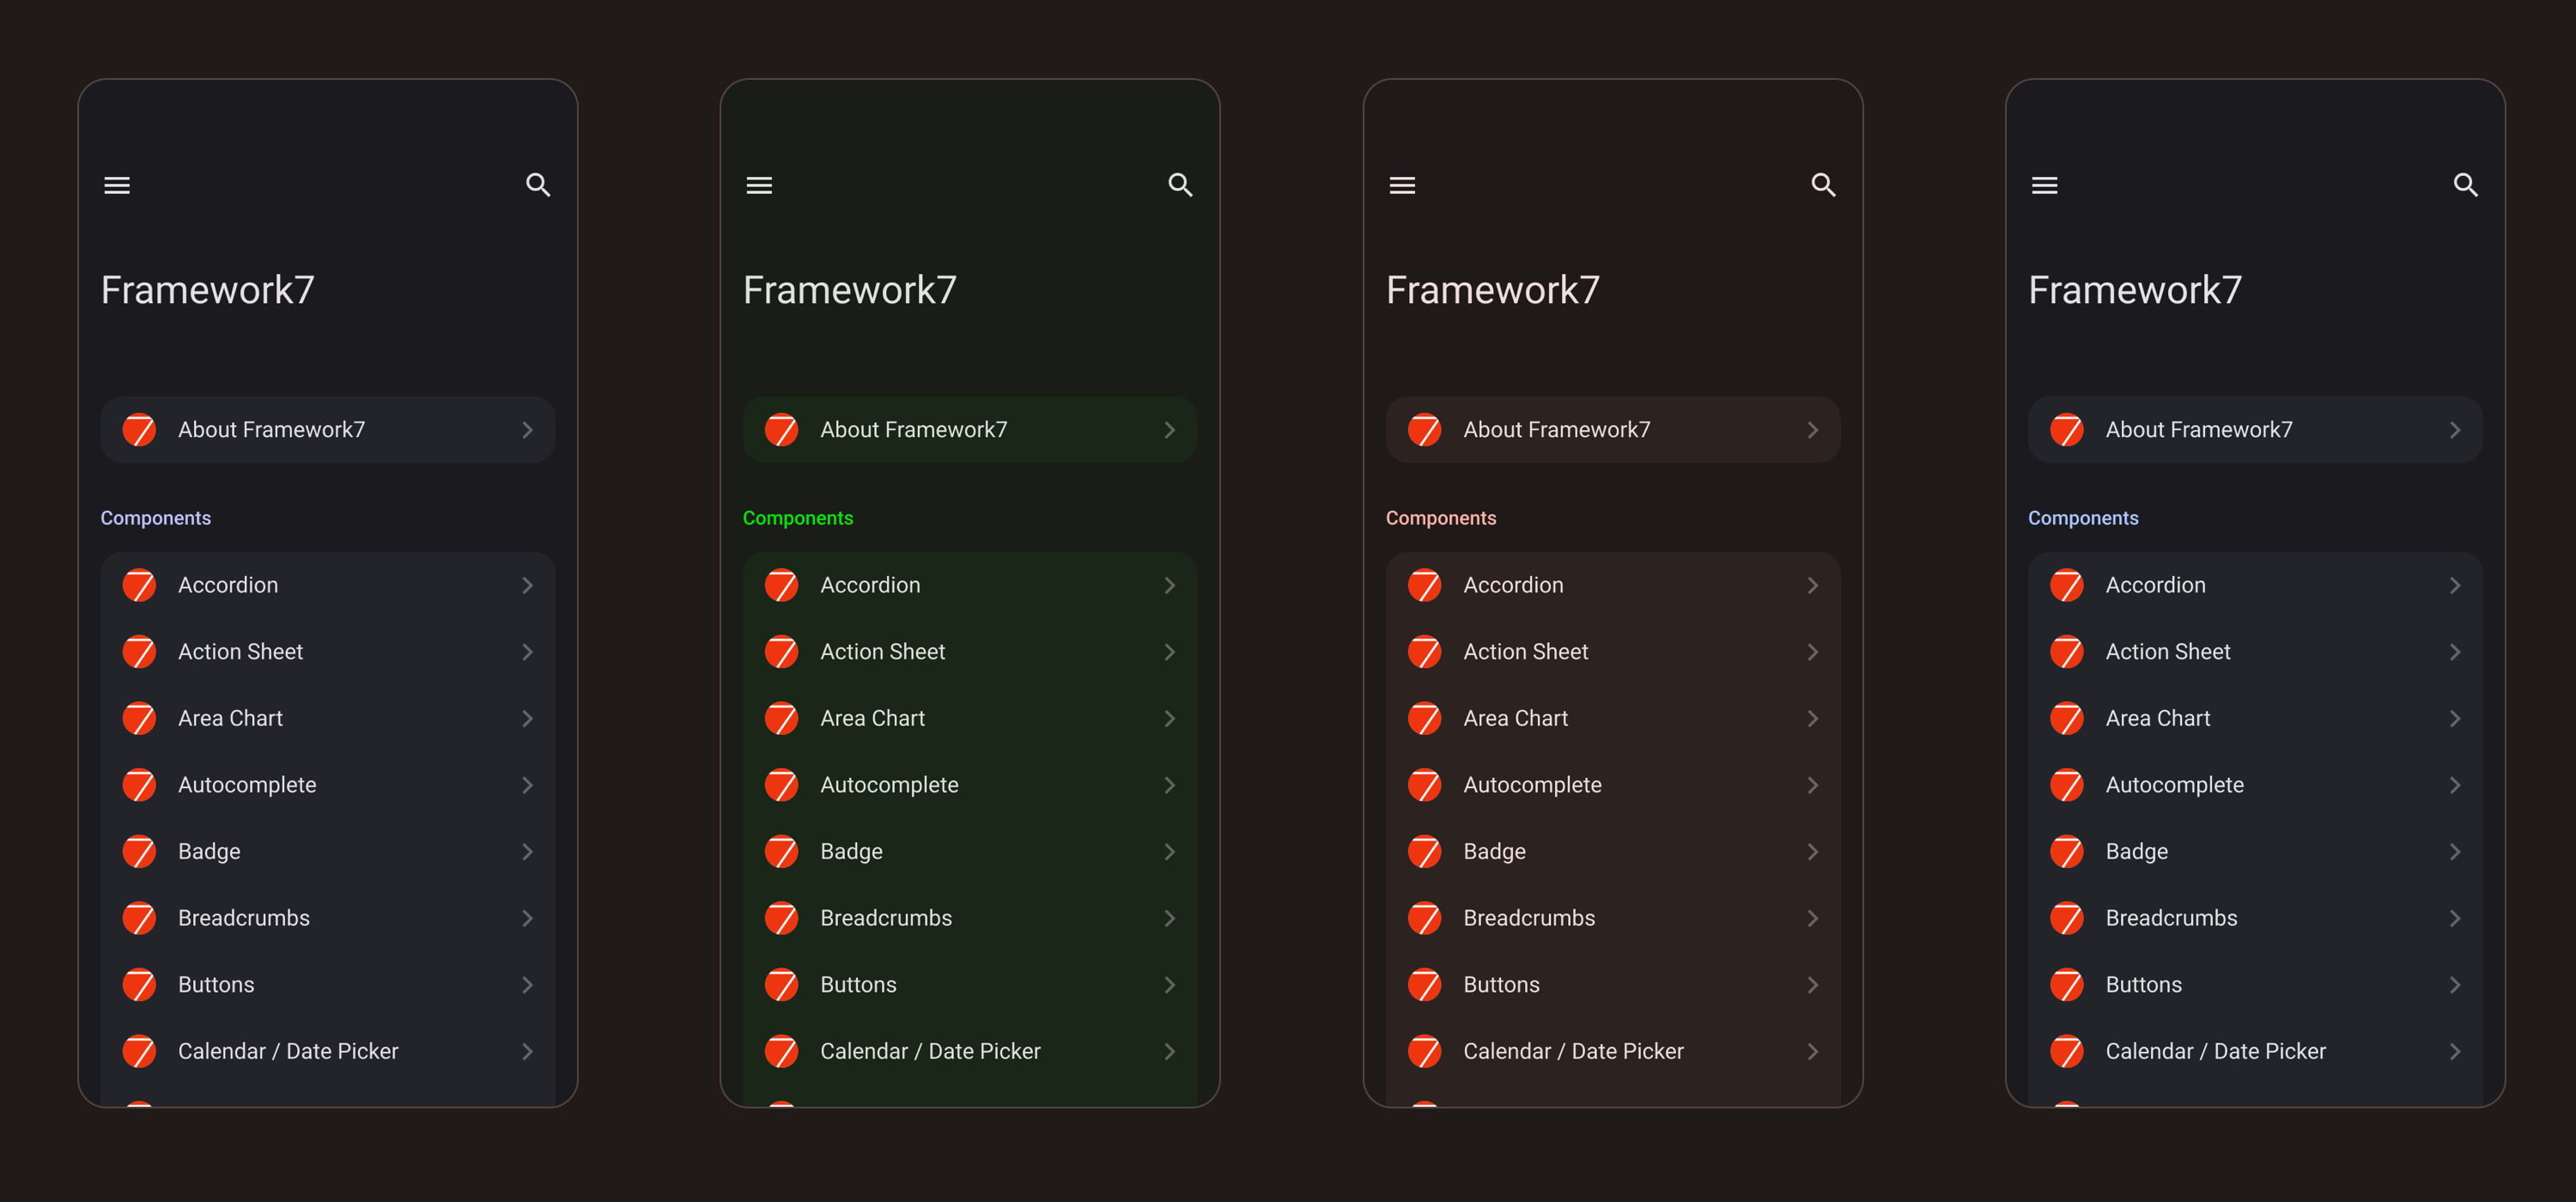 Framework7
About Framework7
Components
Accordion
Action Sheet
Area Chart
Autocomplete
Badge
Breadcrumbs
Buttons
Calendar / Date Picker
Framework7
About Framework7
Components
Accordion
Action Sheet
Area Chart
Autocomplete
Badge
Breadcrumbs
Buttons
Calendar / Date Picker
Framework7
About Framework7
Components
Accordion
Action Sheet
Area Chart
Autocomplete
Badge
Breadcrumbs
Buttons
Calendar / Date Picker
Framework7
About Framework7
Components
Accordion
Action Sheet
Area Chart
Autocomplete
Badge
Breadcrumbs
Buttons
Calendar / Date Picker